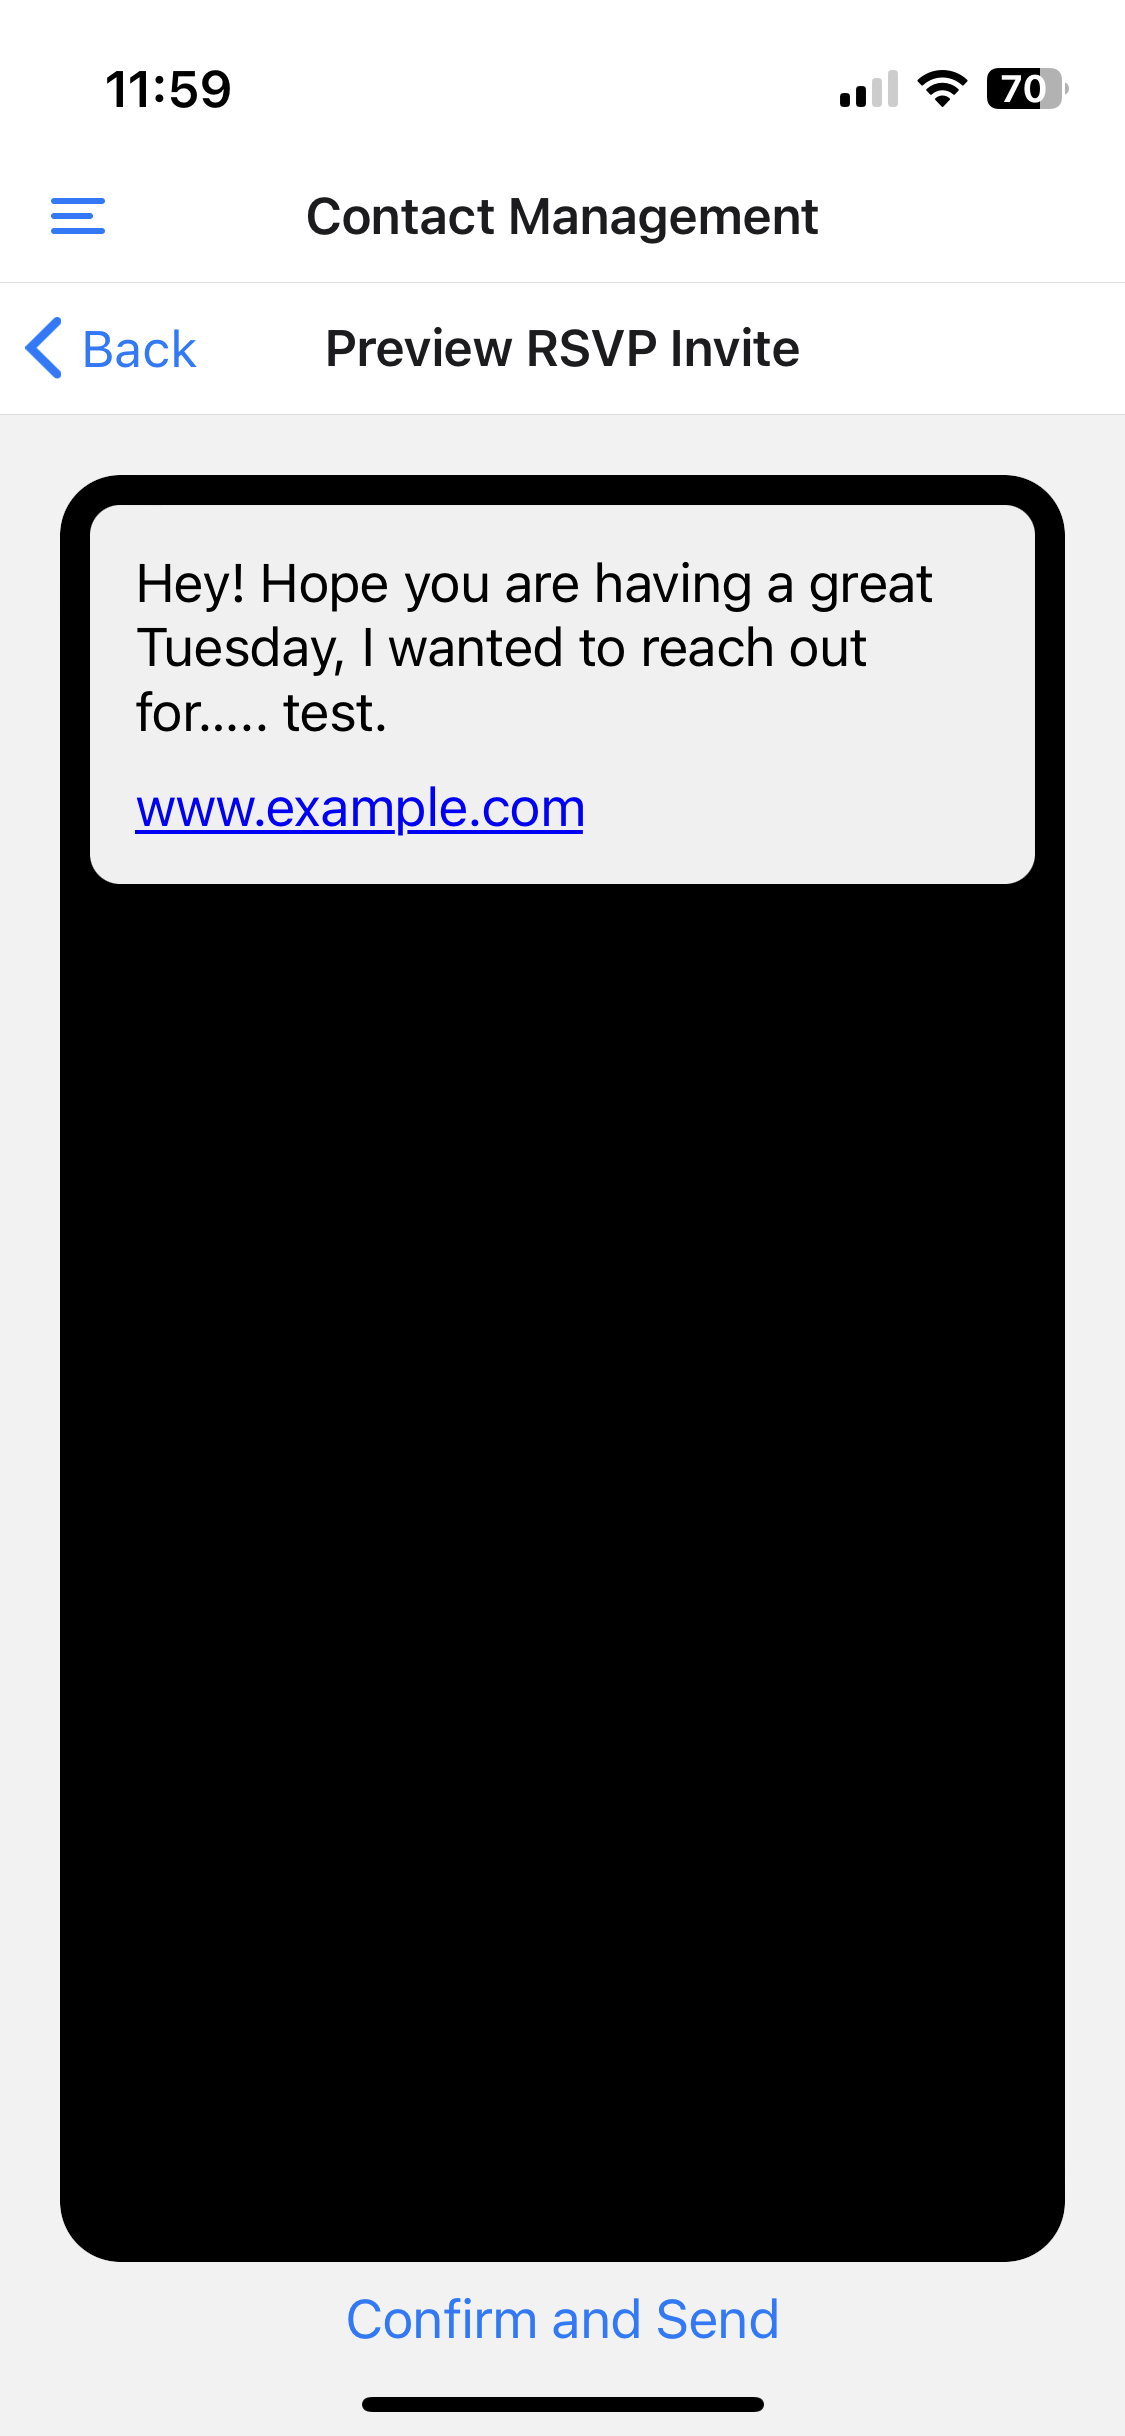 11:59
70
Contact Management
Back
Preview RSVP Invite
Hey! Hope you are having a great
Tuesday, I wanted to reach out
for..... test.
www.example.com
Confirm and Send